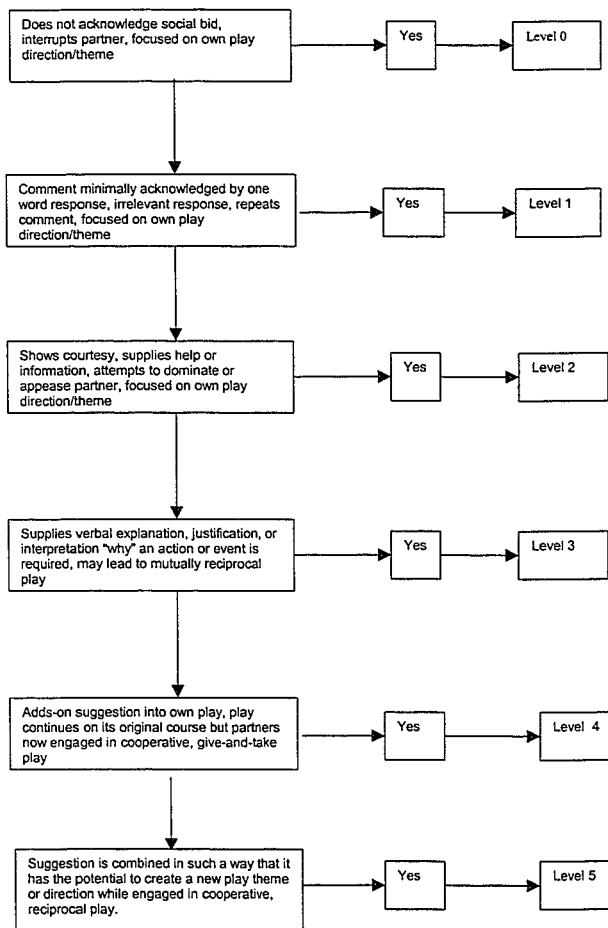 Does not acknowledge social bid,
interrupts partner, focused on own play
direction/theme
Yes
Level 0
Comment minimally acknowledged by one
word response, irrelevant response, repeats
comment, focused on own play
direction/theme
Yes
Level 1
Shows courtesy, supplies help or
information, attempts to dominate or
appease partner, focused on own play
direction/theme
Yes
Level 2
Supplies verbal explanation, justification, or
interpretation "why" an action or event is
required, may lead to mutually reciprocal
play
Yes
Level 3
Adds-on suggestion into own play, play
continues on its original course but partners
now engaged in cooperative, give-and-take
play
Yes
Level 4
Suggestion is combined in such a way that it
has the potential to create a new play theme
or direction while engaged in cooperative,
reciprocal play.
Yes
Level 5